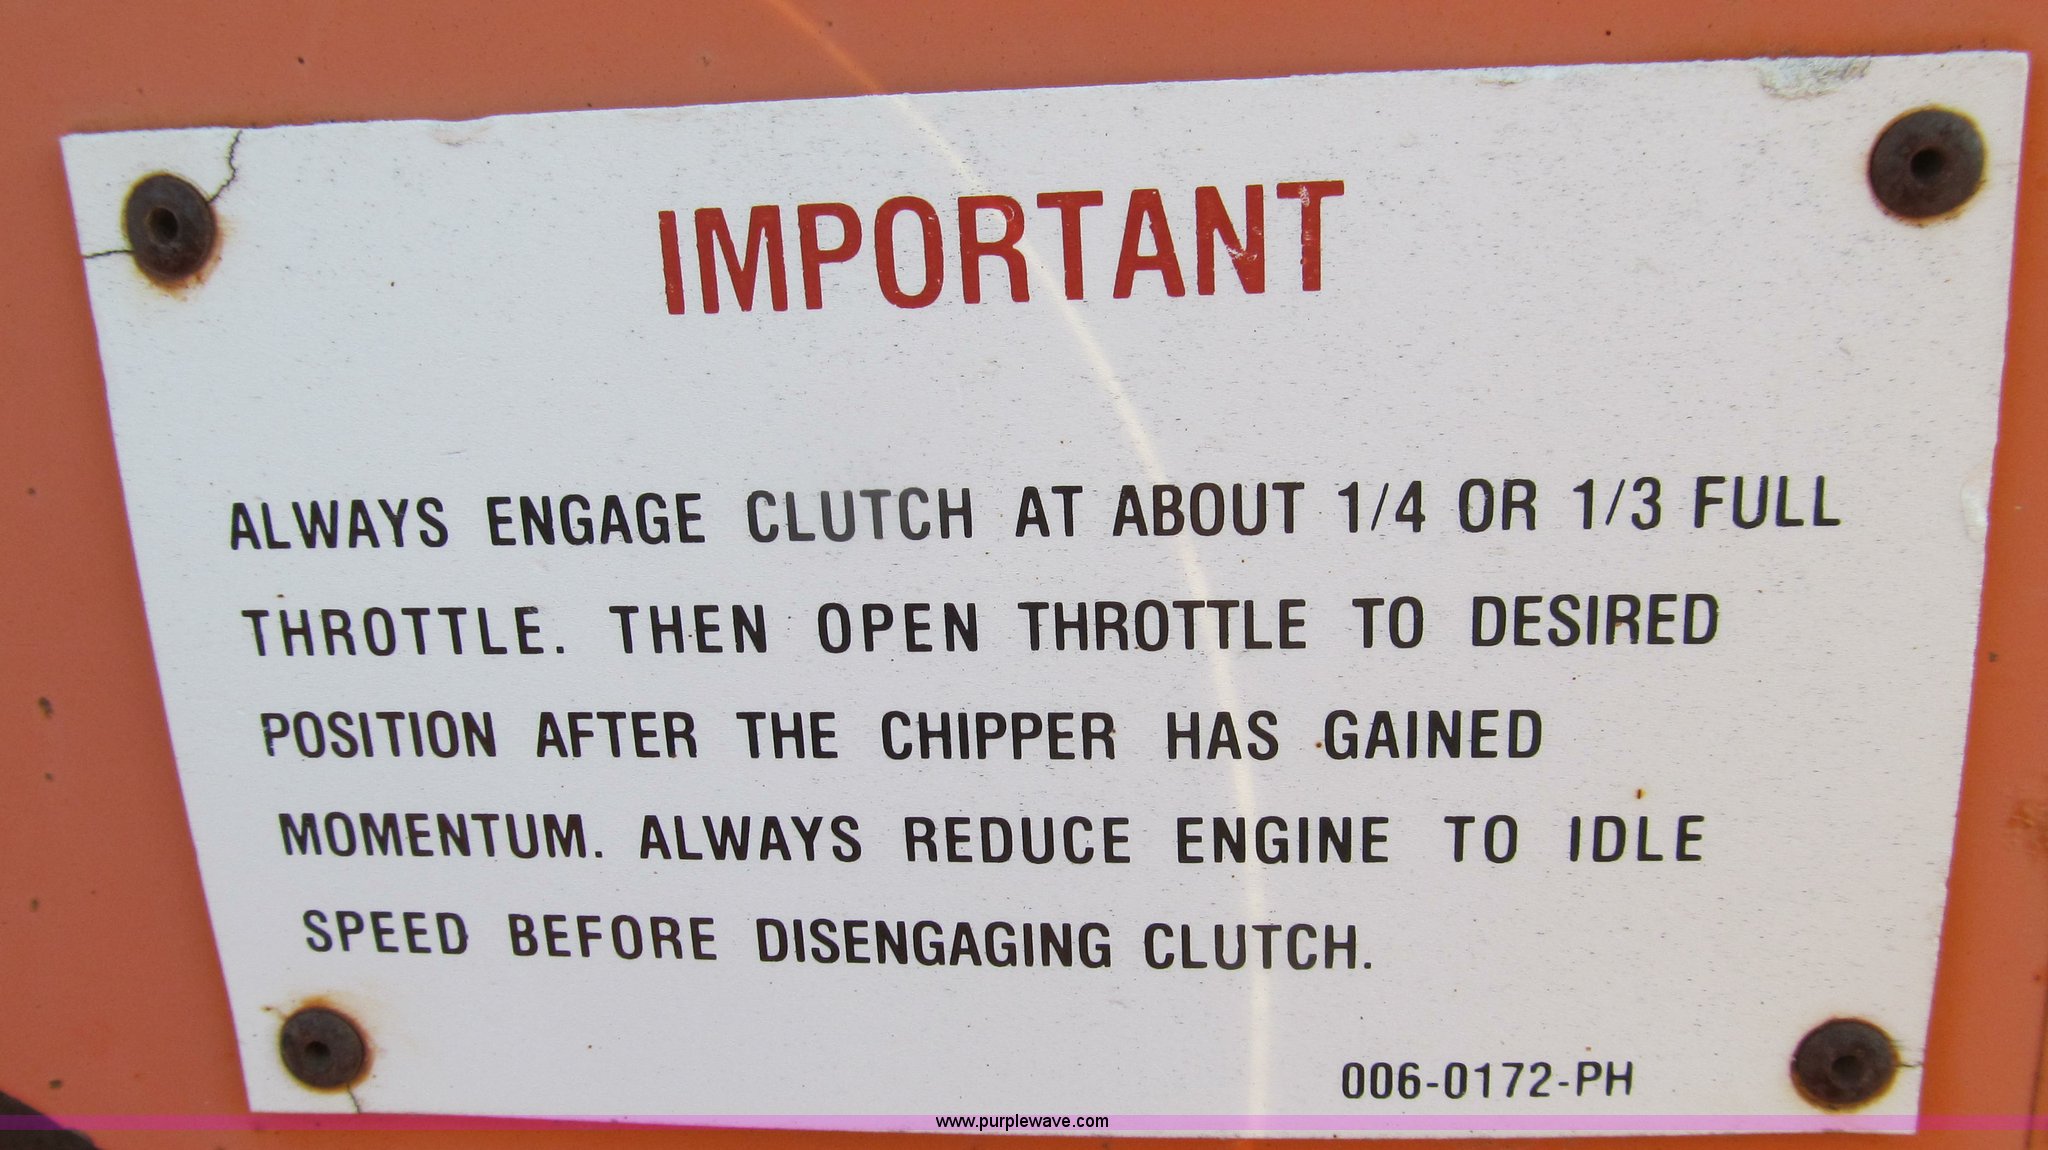 IMPORTANT
ALWAYS ENGAGE CLUTCH AT ABOUT 1/4 OR 1/3 FULL
THROTTLE. THEN OPEN THROTTLE TO DESIRED
POSITION AFTER THE CHIPPER HAS GAINED
MOMENTUM. ALWAYS REDUCE ENGINE TO IDLE
SPEED BEFORE DISENGAGING CLUTCH.
006-0172-PH
www.purplewave.com